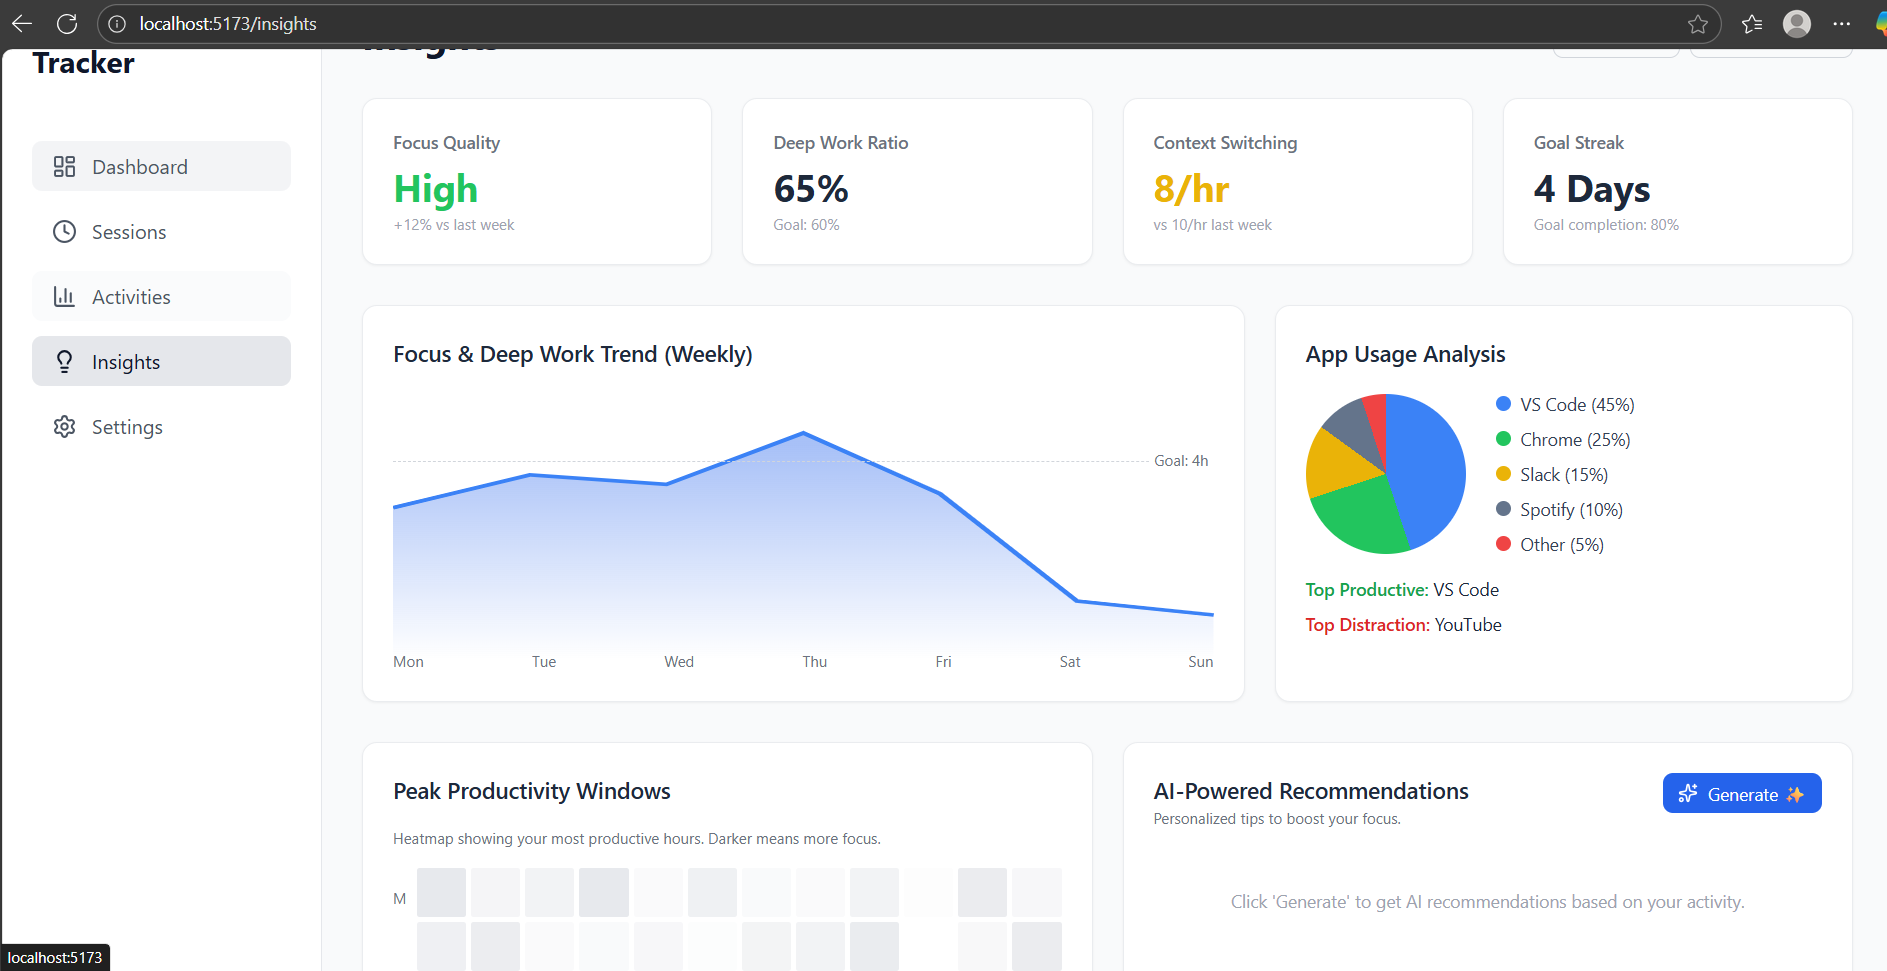 localhost:5173/insights
Tracker
Dashboard
Sessions
Activities
Insights
Settings
Insights
Focus Quality
High
+12% vs last week
Deep Work Ratio
65%
Goal: 60%
Context Switching
8/hr
vs 10/hr last week
Goal Streak
4 Days
Goal completion: 80%
Focus & Deep Work Trend (Weekly)
Goal: 4h
Mon Tue Wed Thu Fri Sat Sun
App Usage Analysis
VS Code (45%)
Chrome (25%)
Slack (15%)
Spotify (10%)
Other (5%)
Top Productive: VS Code
Top Distraction: YouTube
Peak Productivity Windows
Heatmap showing your most productive hours. Darker means more focus.
M
AI-Powered Recommendations
Personalized tips to boost your focus.
Generate ✨
Click 'Generate' to get AI recommendations based on your activity.
localhost:5173